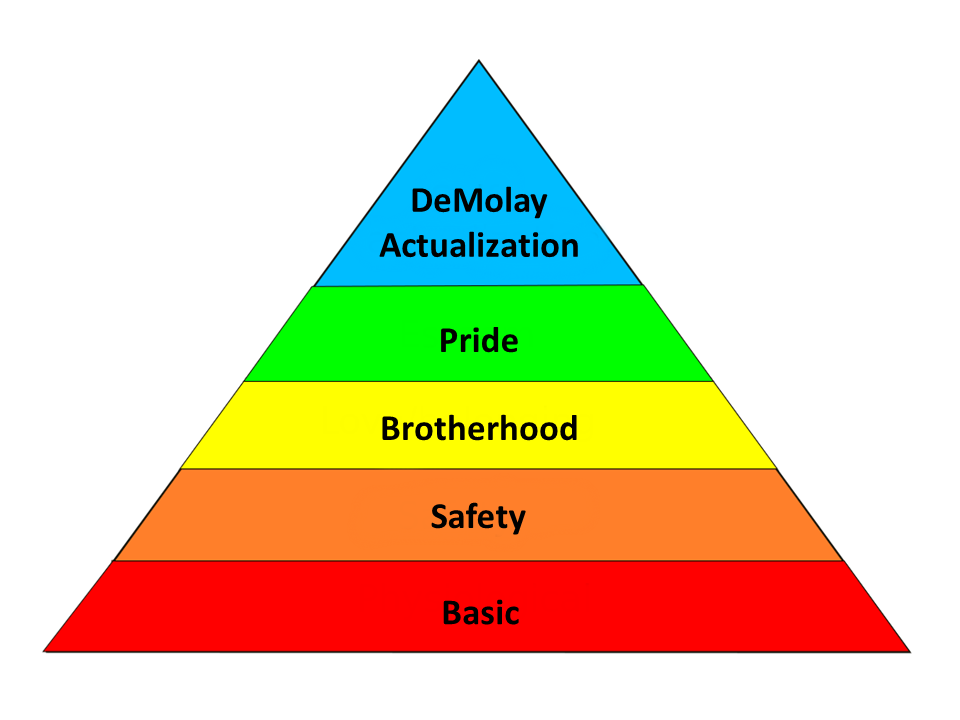 DeMolay
Actualization
Pride
Brotherhood
Safety
Basic